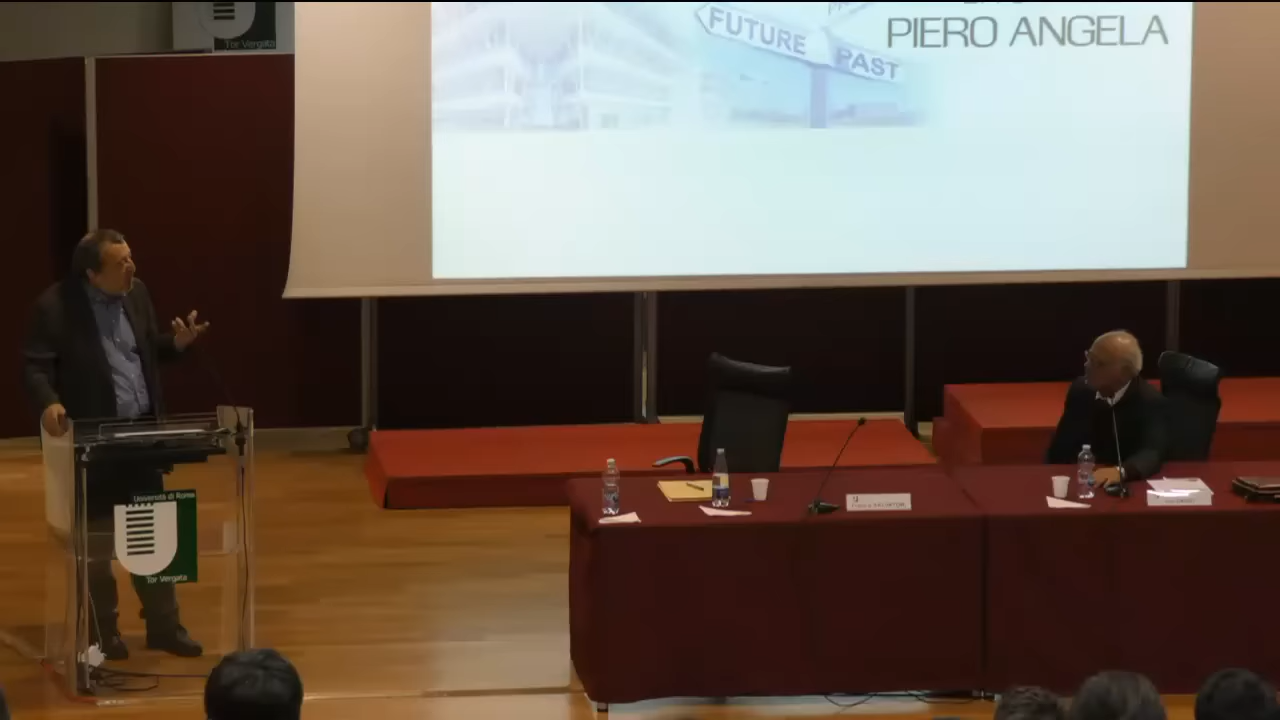 Tor Vergata
FUTURE
PAST
PIERO ANGELA
Università di Roma
Tor Vergata